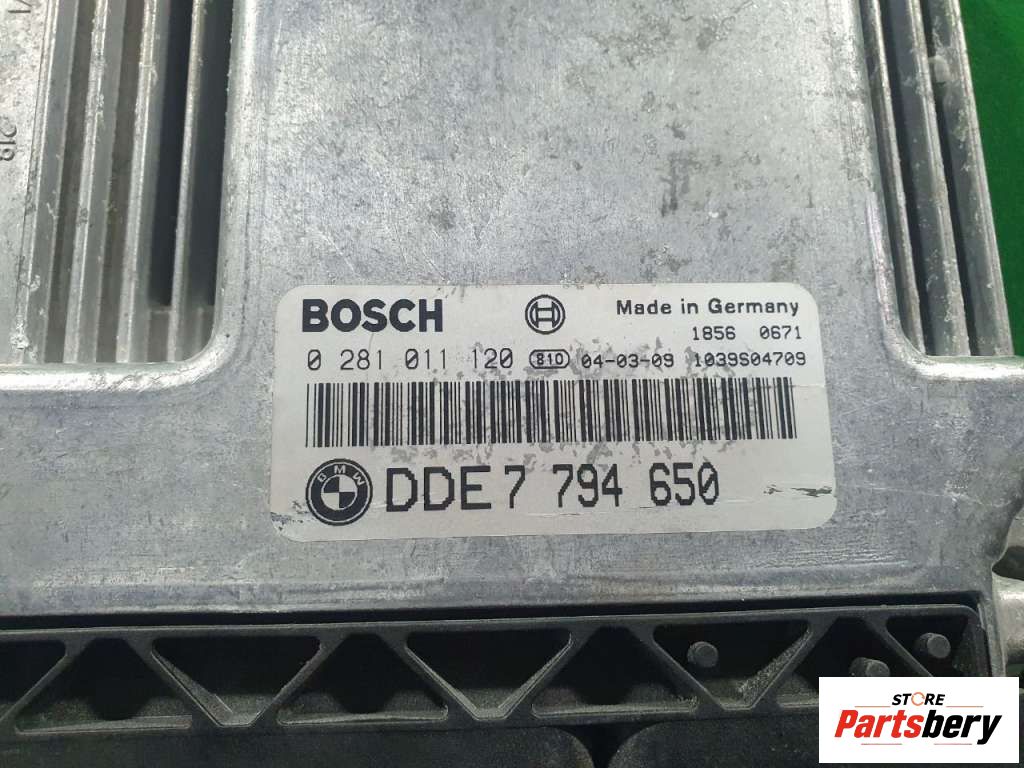 BOSCH
Made in Germany
1856 0671
0 281 011 120 810 04-03-09 1039S04709
BMW
DDE 7 794 650
STORE
Partsbery